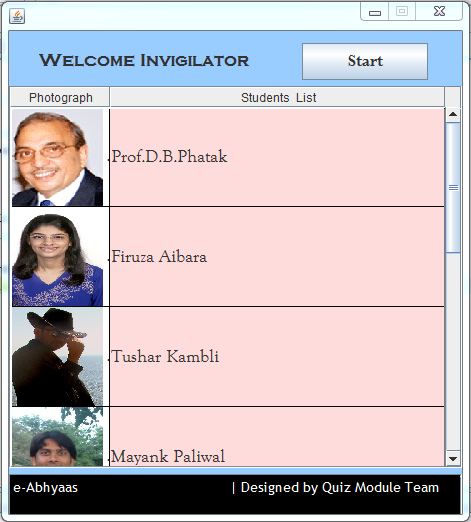 Welcome Invigilator
Start
Photograph Students List
.Prof.D.B.Phatak
.Firuza Aibara
.Tushar Kambli
.Mayank Paliwal
e-Abhyaas | Designed by Quiz Module Team